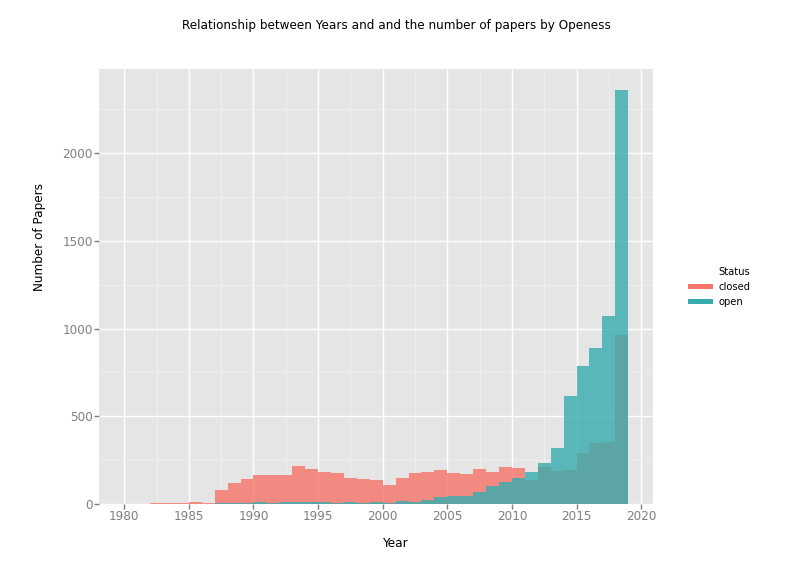 Relationship between Years and and the number of papers by Openess
Number of Papers
2000
1500
1000
500
0
1980 1985 1990 1995 2000 2005 2010 2015 2020
Year
Status
closed
open